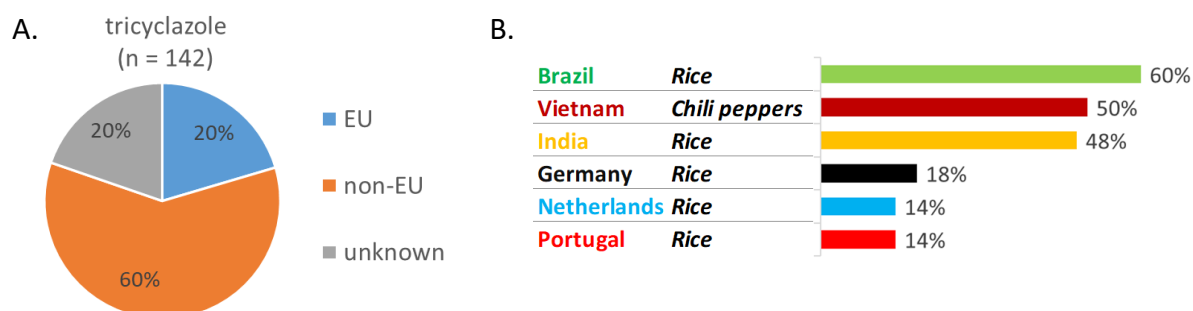 A.
tricyclazole
(n = 142)
20%
20%
60%
EU
non-EU
unknown
B.
Brazil Rice 60%
Vietnam Chili peppers 50%
India Rice 48%
Germany Rice 18%
Netherlands Rice 14%
Portugal Rice 14%